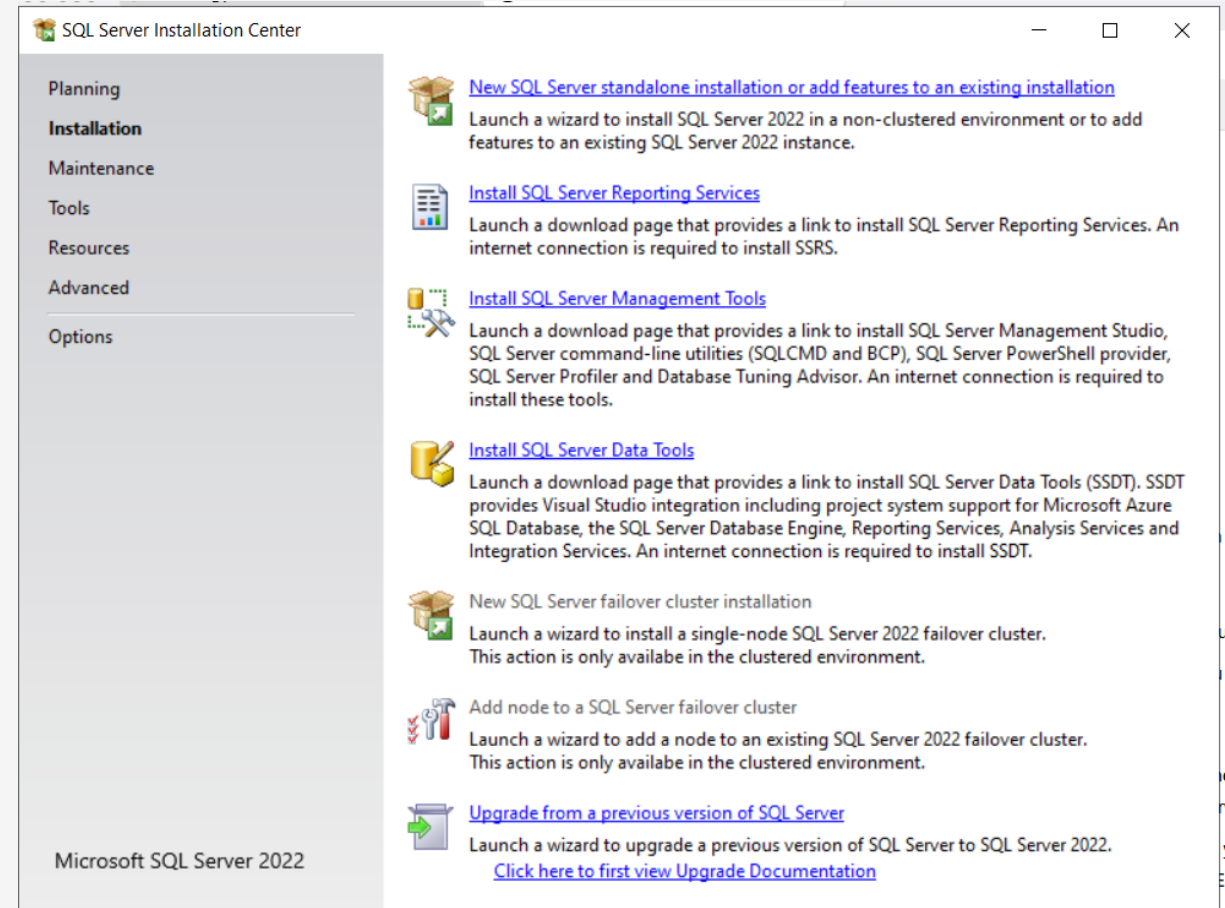 SQL Server Installation Center
Planning
Installation
Maintenance
Tools
Resources
Advanced
Options
Microsoft SQL Server 2022
New SQL Server standalone installation or add features to an existing installation
Launch a wizard to install SQL Server 2022 in a non-clustered environment or to add
features to an existing SQL Server 2022 instance.
Install SQL Server Reporting Services
Launch a download page that provides a link to install SQL Server Reporting Services. An
internet connection is required to install SSRS.
Install SQL Server Management Tools
Launch a download page that provides a link to install SQL Server Management Studio,
SQL Server command-line utilities (SQLCMD and BCP), SQL Server PowerShell provider,
SQL Server Profiler and Database Tuning Advisor. An internet connection is required to
install these tools.
Install SQL Server Data Tools
Launch a download page that provides a link to install SQL Server Data Tools (SSDT). SSDT
provides Visual Studio integration including project system support for Microsoft Azure
SQL Database, the SQL Server Database Engine, Reporting Services, Analysis Services and
Integration Services. An internet connection is required to install SSDT.
New SQL Server failover cluster installation
Launch a wizard to install a single-node SQL Server 2022 failover cluster.
This action is only availabe in the clustered environment.
Add node to a SQL Server failover cluster
Launch a wizard to add a node to an existing SQL Server 2022 failover cluster.
This action is only availabe in the clustered environment.
Upgrade from a previous version of SQL Server
Launch a wizard to upgrade a previous version of SQL Server to SQL Server 2022.
Click here to first view Upgrade Documentation